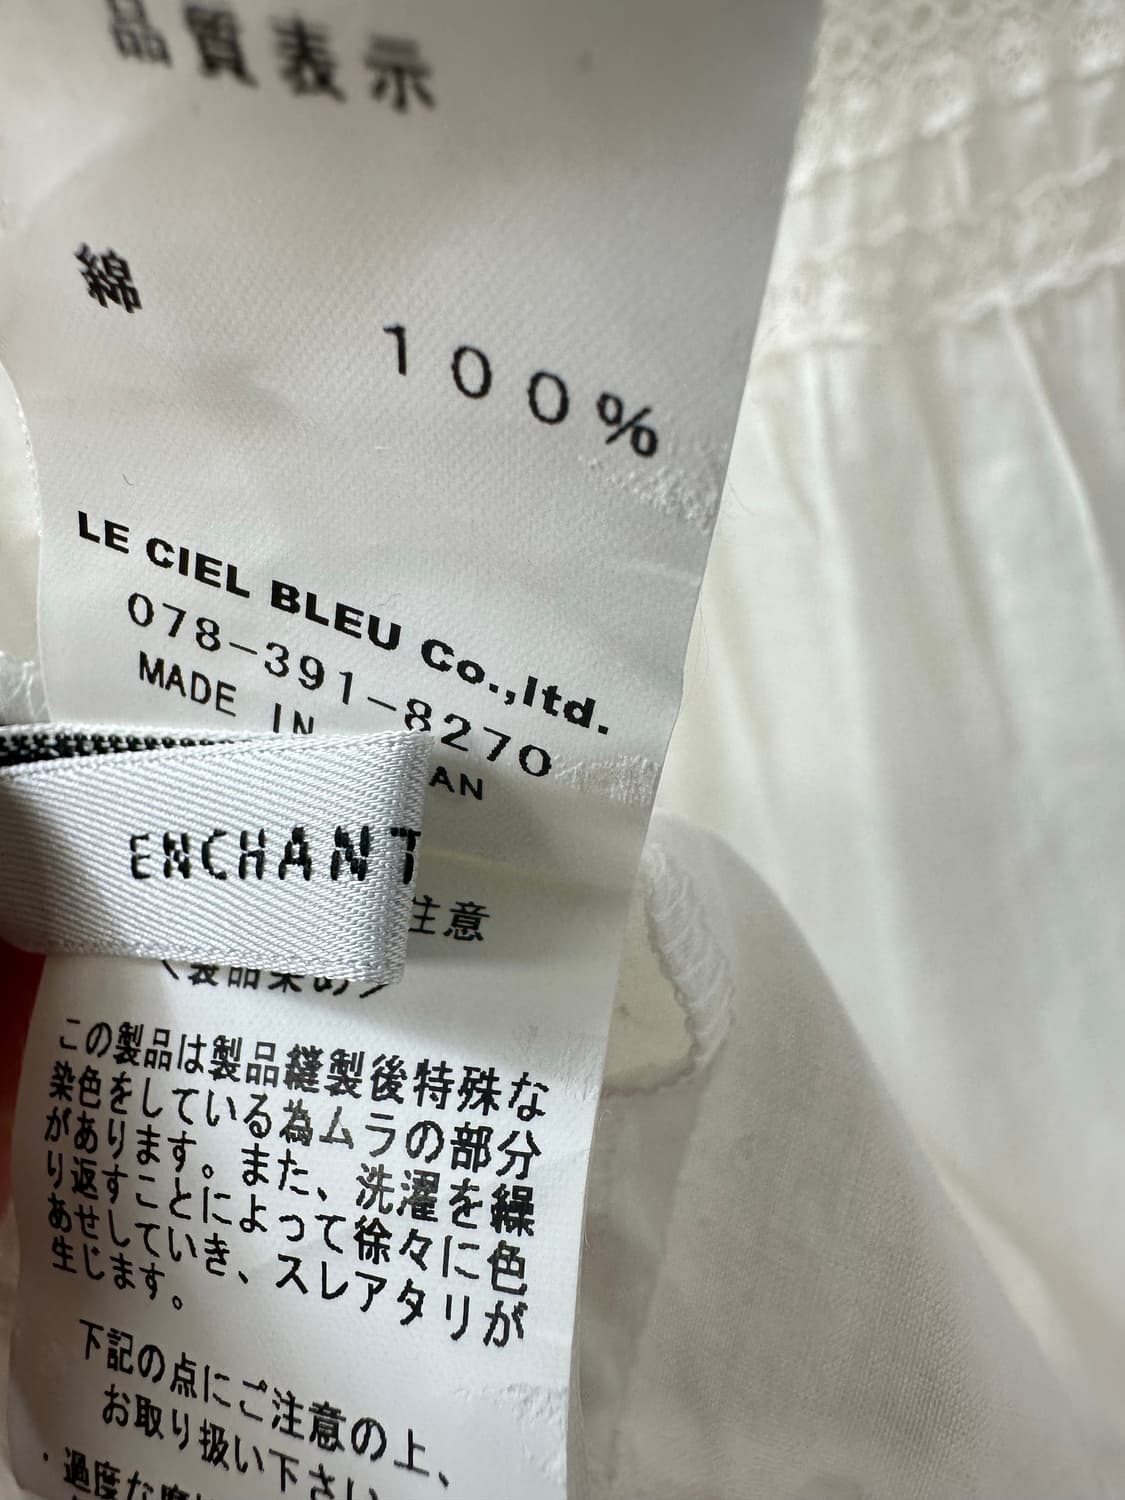 品質表示
綿
100%
LE CIEL BLEU Co.,ltd.
078-391-8270
MADE IN
AN
ENCHANT
注意
この製品は製品縫製後特殊な
染色をしている為ムラの部分
があります。また、洗濯を繰
り返すことによって徐々に色
あせしていき、スレアタリが
生じます。
下記の点にご注意の上、
お取り扱い下さい
・過度な摩